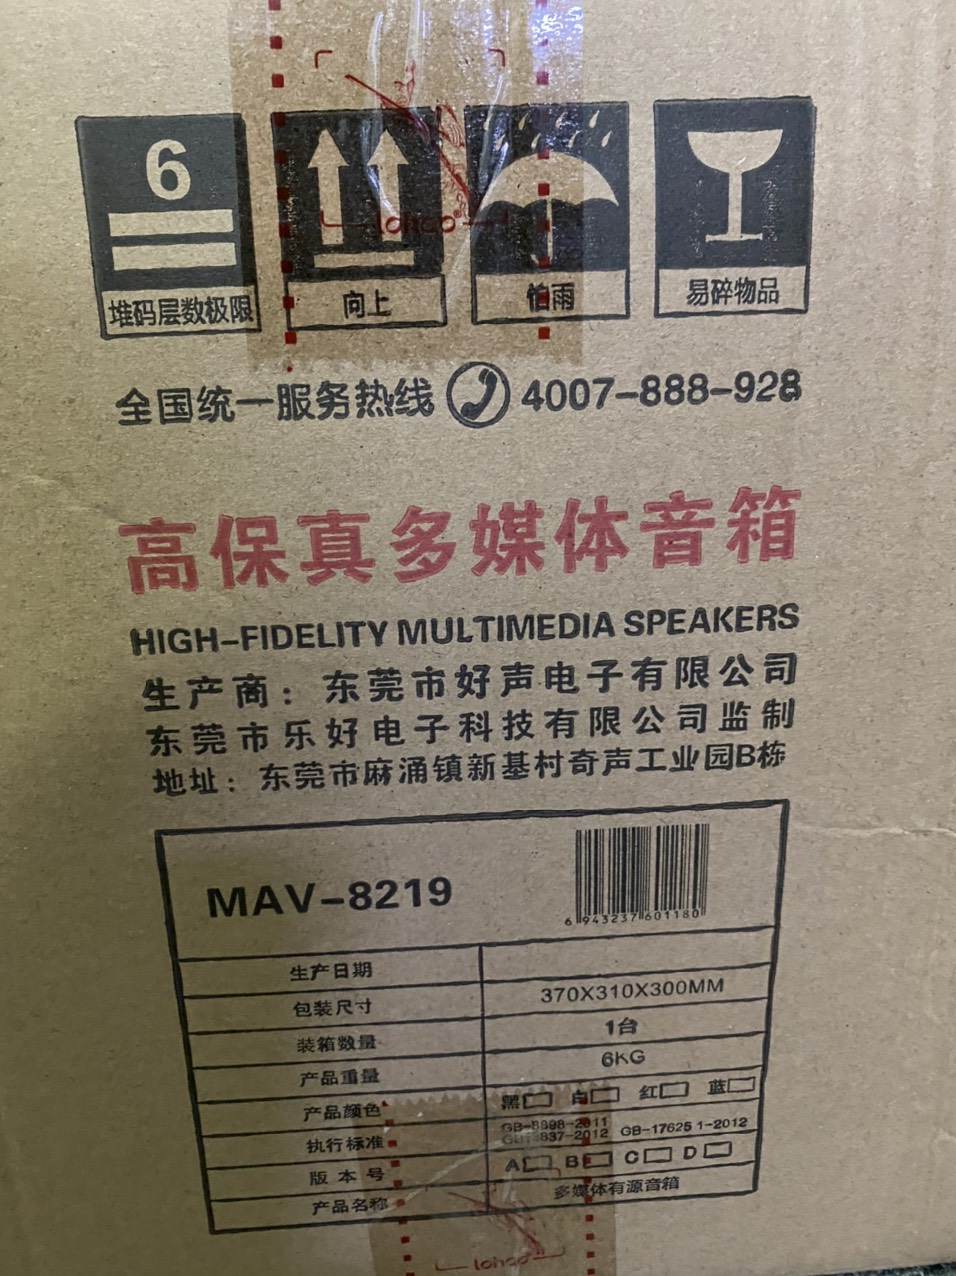 6
堆码层数极限
向上
怕雨
易碎物品
lohoo®
全国统一服务热线 4007-888-928
高保真多媒体音箱
HIGH-FIDELITY MULTIMEDIA SPEAKERS
生产商：东莞市好声电子有限公司
东莞市乐好电子科技有限公司监制
地址：东莞市麻涌镇新基村奇声工业园B栋
MAV-8219
6 943237 601180
生产日期
包装尺寸 370X310X300MM
装箱数量 1台
产品重量 6KG
产品颜色 黑 白 红 蓝
执行标准 GB-8898-2011
GB13837-2012 GB-17625 1-2012
版本号 A B C D
产品名称 多媒体有源音箱
lohoo